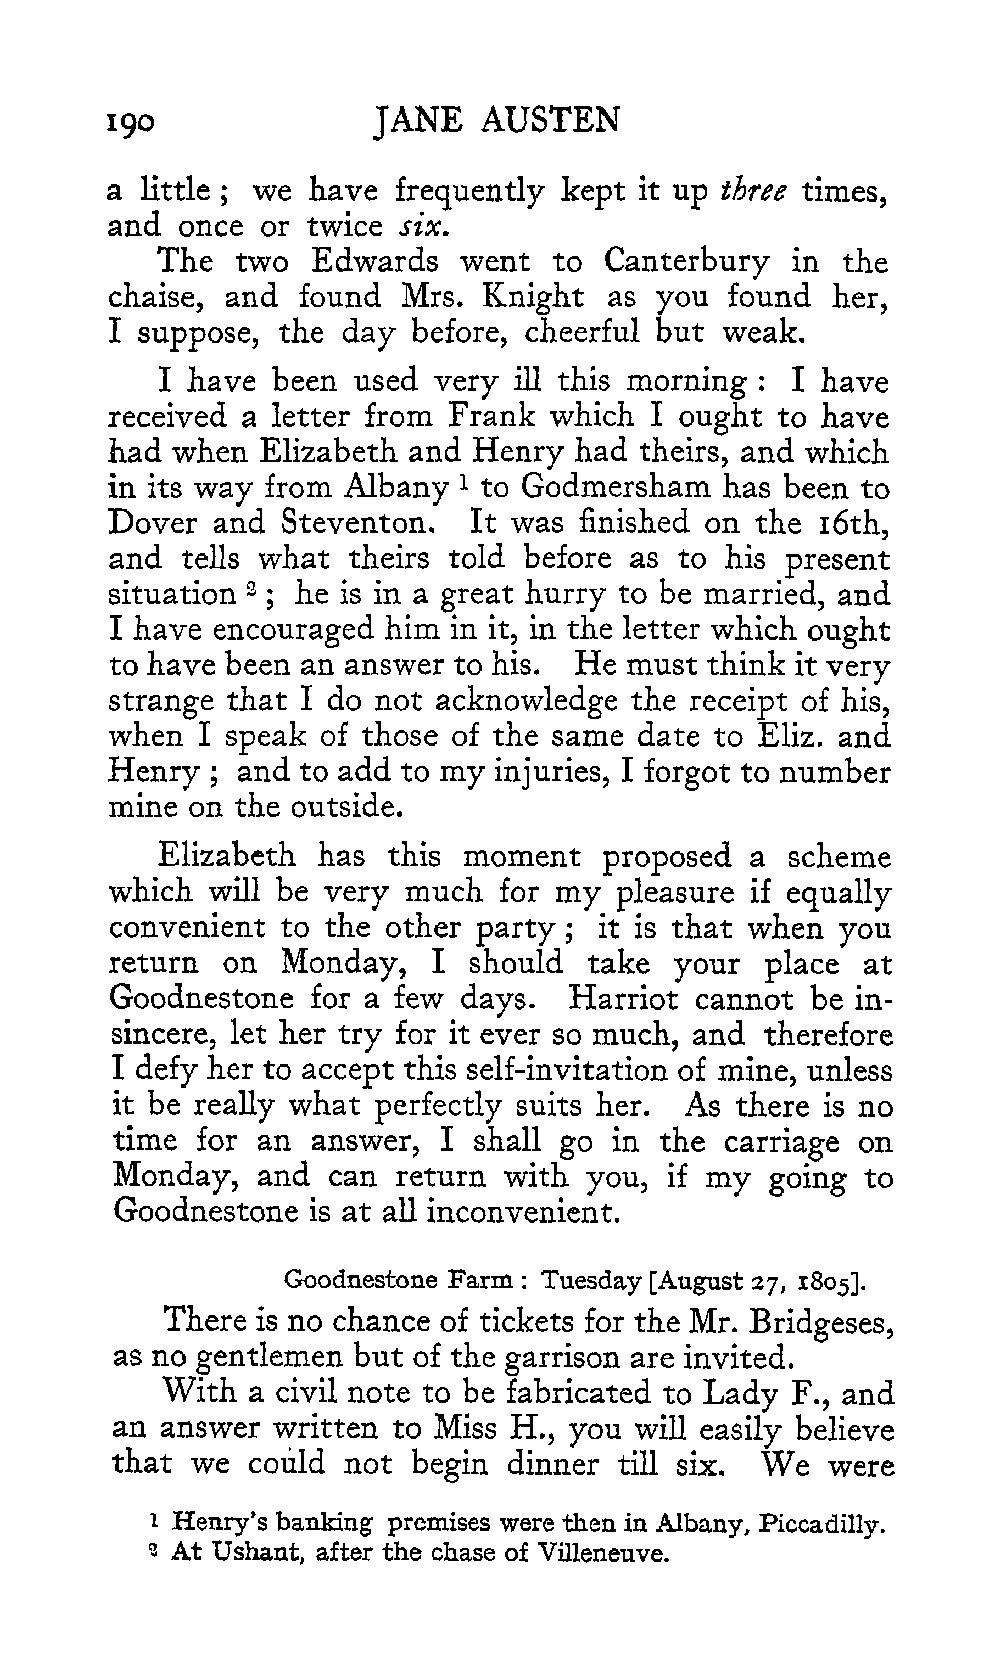 190 JANE AUSTEN
a little ; we have frequently kept it up three times,
and once or twice six.
The two Edwards went to Canterbury in the
chaise, and found Mrs. Knight as you found her,
I suppose, the day before, cheerful but weak.
I have been used very ill this morning : I have
received a letter from Frank which I ought to have
had when Elizabeth and Henry had theirs, and which
in its way from Albany ¹ to Godmersham has been to
Dover and Steventon. It was finished on the 16th,
and tells what theirs told before as to his present
situation ² ; he is in a great hurry to be married, and
I have encouraged him in it, in the letter which ought
to have been an answer to his. He must think it very
strange that I do not acknowledge the receipt of his,
when I speak of those of the same date to Eliz. and
Henry ; and to add to my injuries, I forgot to number
mine on the outside.
Elizabeth has this moment proposed a scheme
which will be very much for my pleasure if equally
convenient to the other party ; it is that when you
return on Monday, I should take your place at
Goodnestone for a few days. Harriot cannot be in-
sincere, let her try for it ever so much, and therefore
I defy her to accept this self-invitation of mine, unless
it be really what perfectly suits her. As there is no
time for an answer, I shall go in the carriage on
Monday, and can return with you, if my going to
Goodnestone is at all inconvenient.
Goodnestone Farm : Tuesday [August 27, 1805].
There is no chance of tickets for the Mr. Bridgeses,
as no gentlemen but of the garrison are invited.
With a civil note to be fabricated to Lady F., and
an answer written to Miss H., you will easily believe
that we could not begin dinner till six. We were
¹ Henry's banking premises were then in Albany, Piccadilly.
² At Ushant, after the chase of Villeneuve.